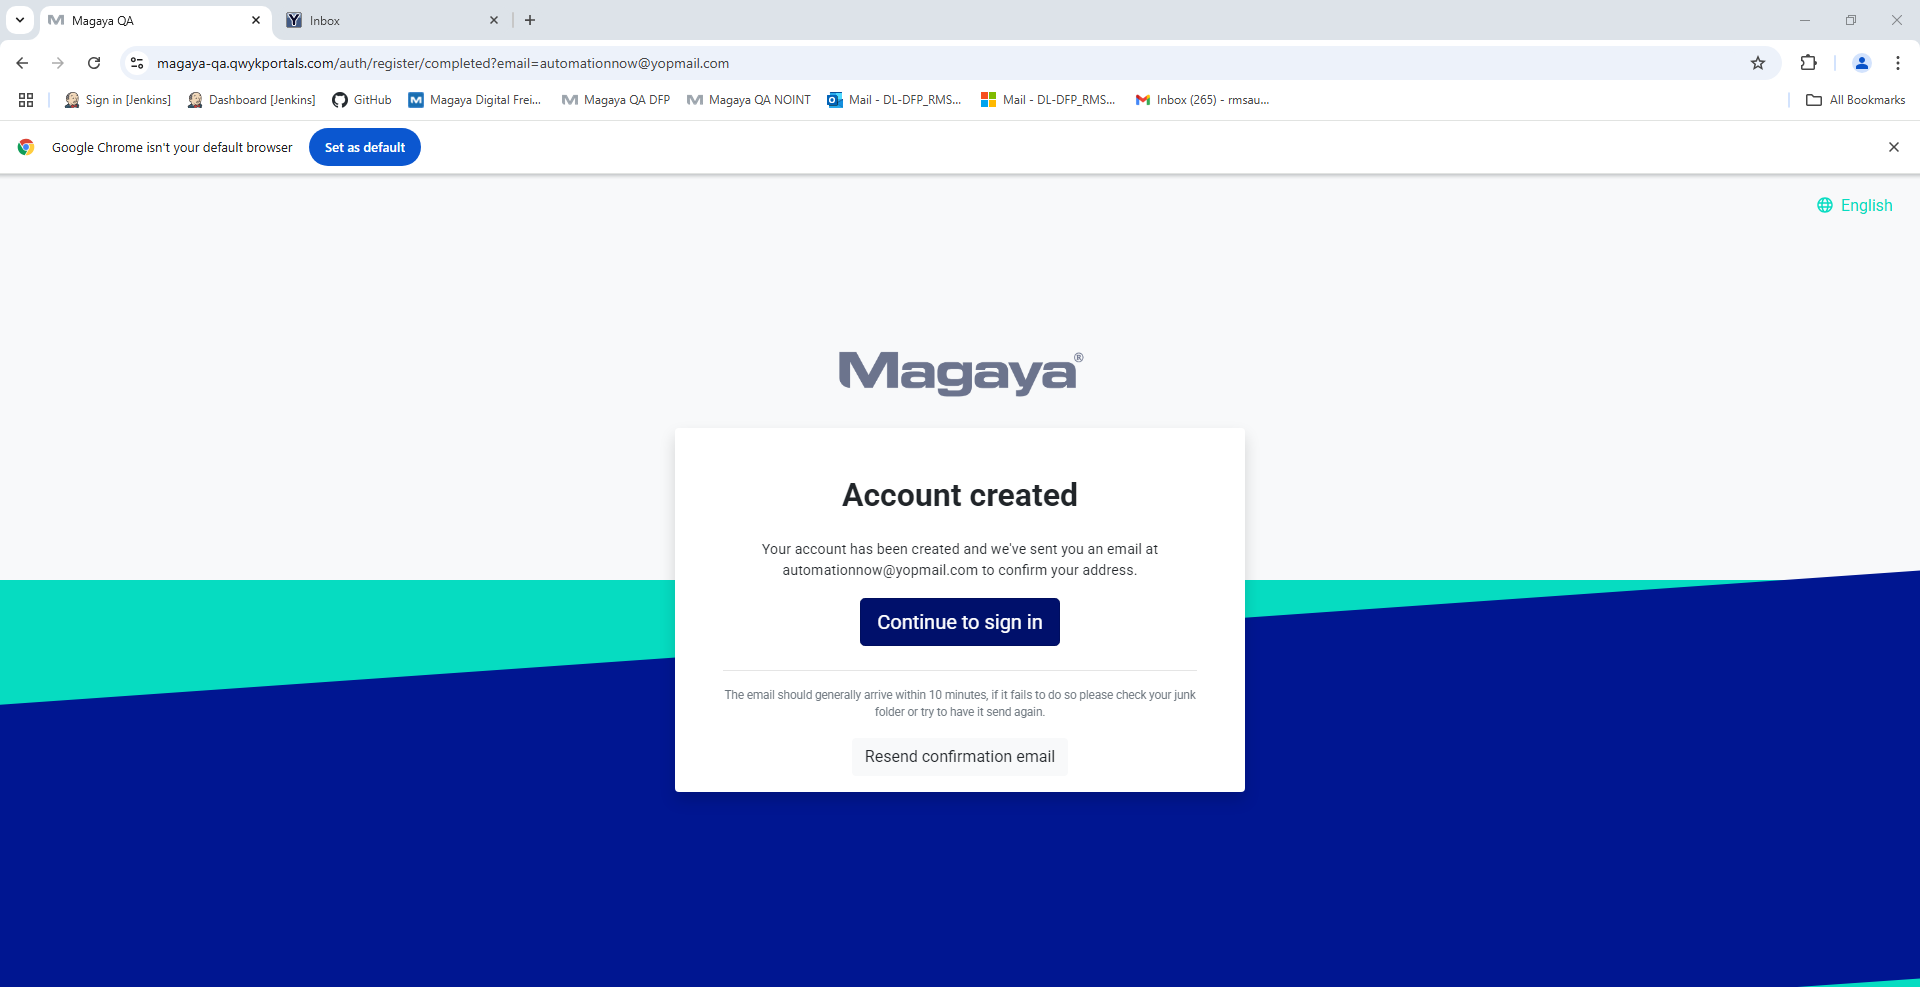 Magaya QA
Inbox
magaya-qa.qwykportals.com/auth/register/completed?email=automationnow@yopmail.com
Sign in [Jenkins]
Dashboard [Jenkins]
GitHub
Magaya Digital Frei...
Magaya QA DFP
Magaya QA NOINT
Mail - DL-DFP_RMS...
Mail - DL-DFP_RMS...
Inbox (265) - rmsau...
All Bookmarks
Google Chrome isn't your default browser
Set as default
English
Magaya®
Account created
Your account has been created and we've sent you an email at
automationnow@yopmail.com to confirm your address.
Continue to sign in
The email should generally arrive within 10 minutes, if it fails to do so please check your junk
folder or try to have it send again.
Resend confirmation email